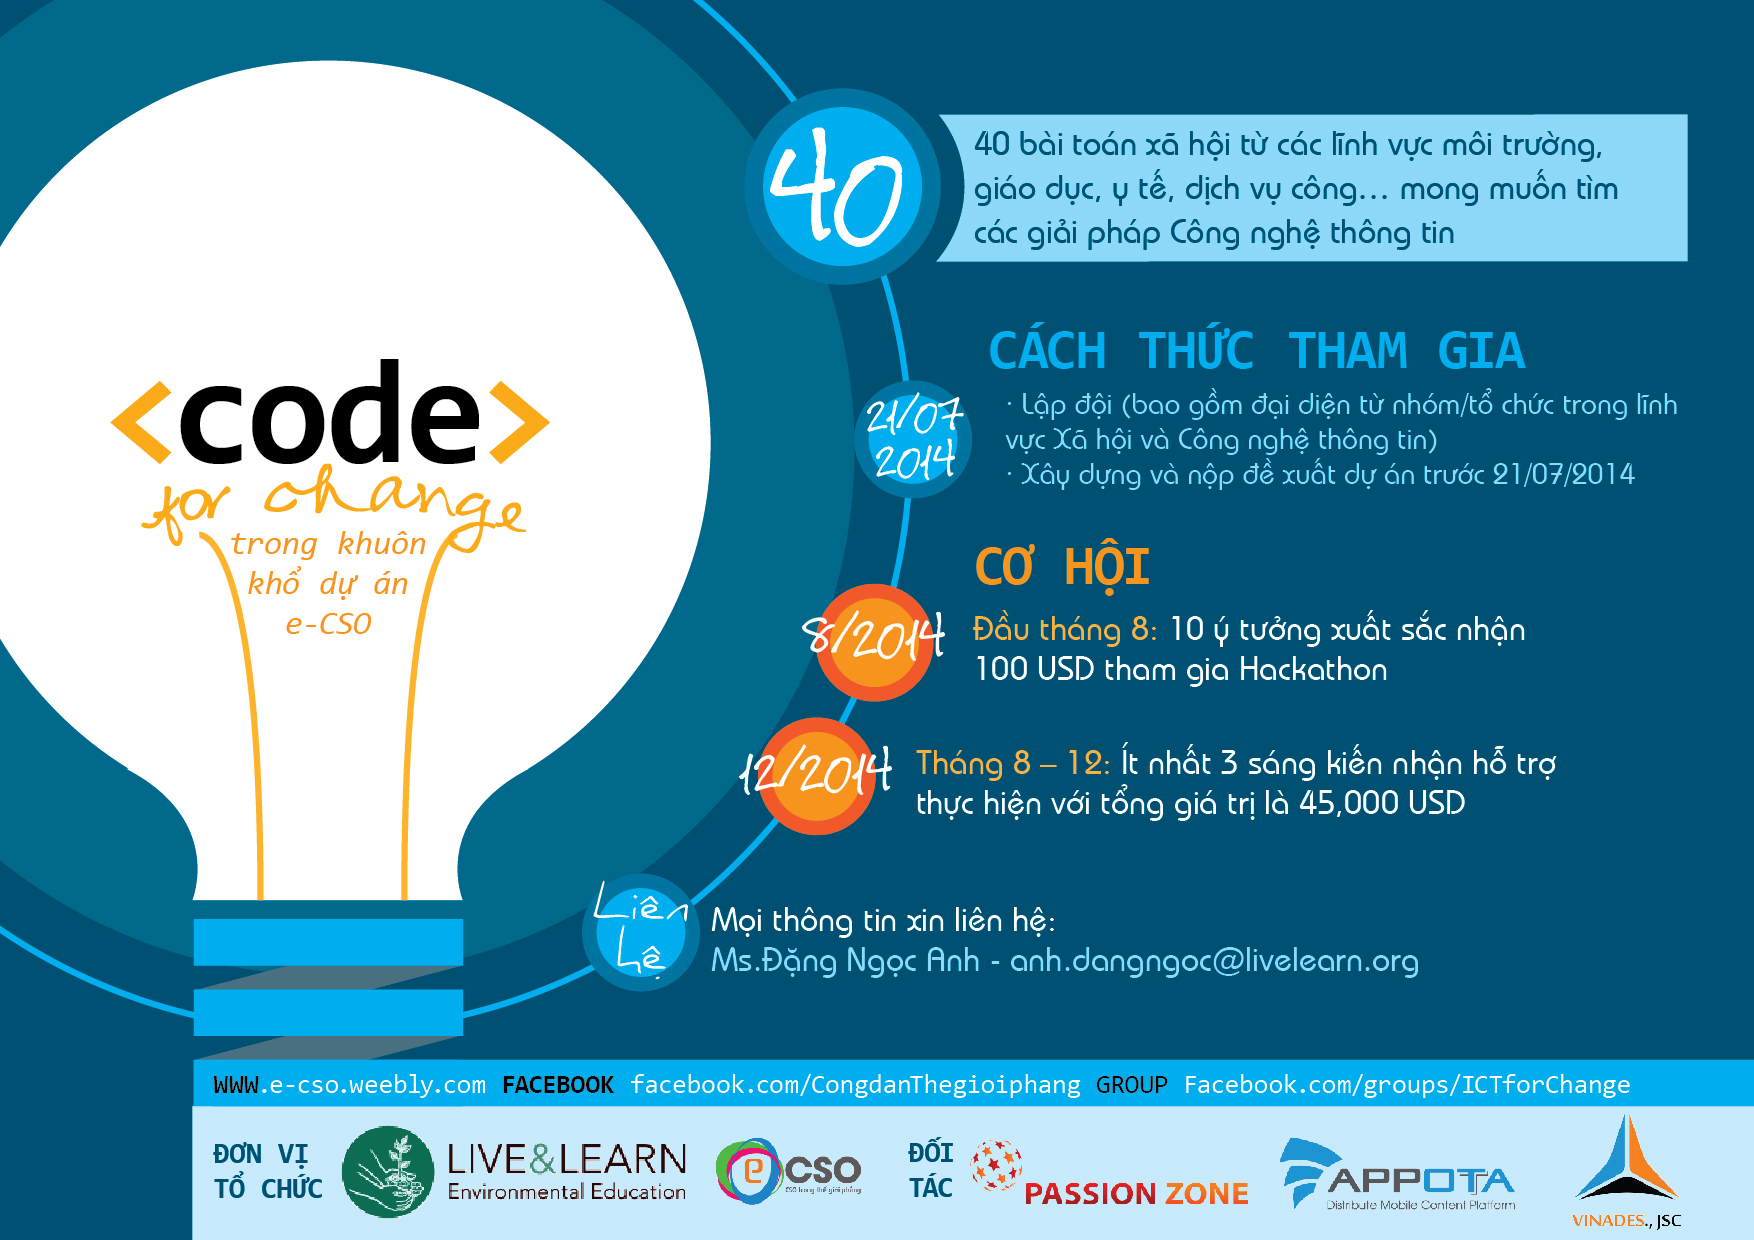 40
40 bài toán xã hội từ các lĩnh vực môi trường,
giáo dục, y tế, dịch vụ công... mong muốn tìm
các giải pháp Công nghệ thông tin
<code>
for change
trong khuôn
khổ dự án
e-CSO
CÁCH THỨC THAM GIA
21/07
2014
· Lập đội (bao gồm đại diện từ nhóm/tổ chức trong lĩnh
vực Xã hội và Công nghệ thông tin)
· Xây dựng và nộp đề xuất dự án trước 21/07/2014
CƠ HỘI
8/2014
Đầu tháng 8: 10 ý tưởng xuất sắc nhận
100 USD tham gia Hackathon
12/2014
Tháng 8 – 12: Ít nhất 3 sáng kiến nhận hỗ trợ
thực hiện với tổng giá trị là 45,000 USD
Liên
hệ
Mọi thông tin xin liên hệ:
Ms.Đặng Ngọc Anh - anh.dangngoc@livelearn.org
WWW.e-cso.weebly.com FACEBOOK facebook.com/CongdanThegioiphang GROUP Facebook.com/groups/ICTforChange
ĐƠN VỊ
TỔ CHỨC
LIVE&LEARN
Environmental Education
e CSO
CSO trong thế giới phẳng
ĐỐI
TÁC
PASSION ZONE
APPOTA
Distribute Mobile Content Platform
VINADES., JSC